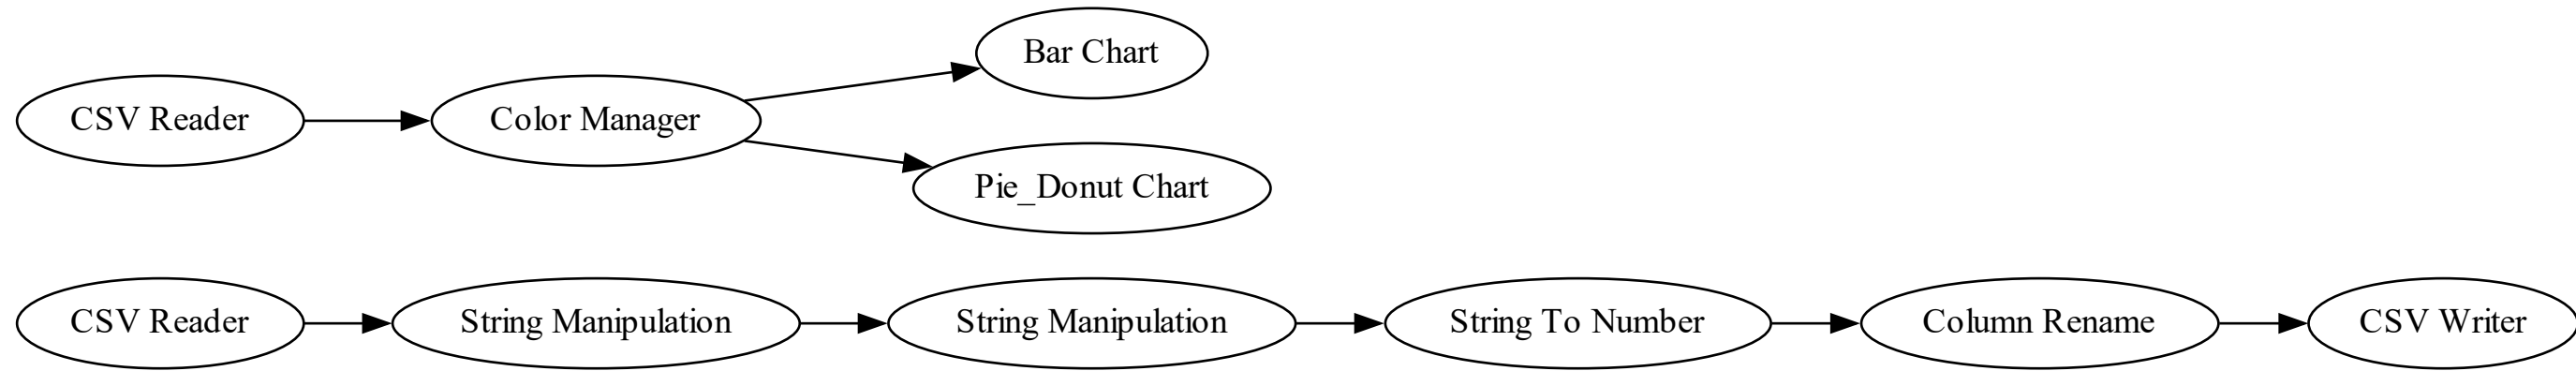 Bar Chart
CSV Reader
Color Manager
Pie_Donut Chart
CSV Reader
String Manipulation
String Manipulation
String To Number
Column Rename
CSV Writer